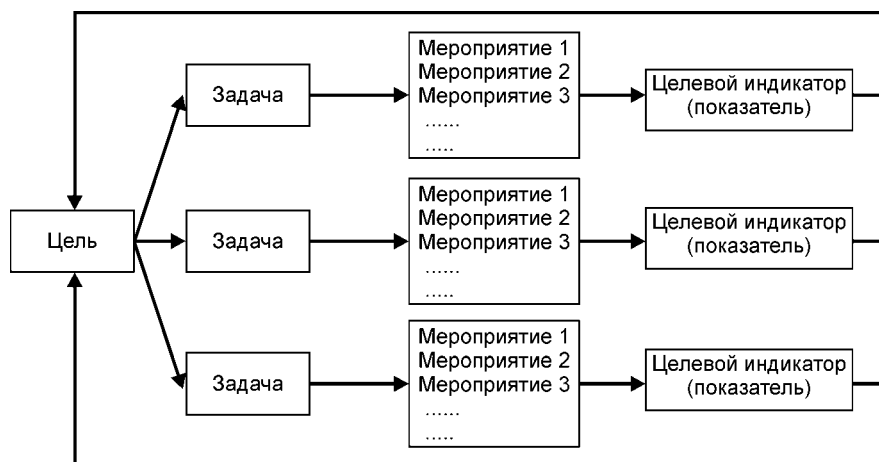 Задача
Мероприятие 1
Мероприятие 2
Мероприятие 3
......
.....
Целевой индикатор
(показатель)
Цель
Задача
Мероприятие 1
Мероприятие 2
Мероприятие 3
......
.....
Целевой индикатор
(показатель)
Задача
Мероприятие 1
Мероприятие 2
Мероприятие 3
......
.....
Целевой индикатор
(показатель)